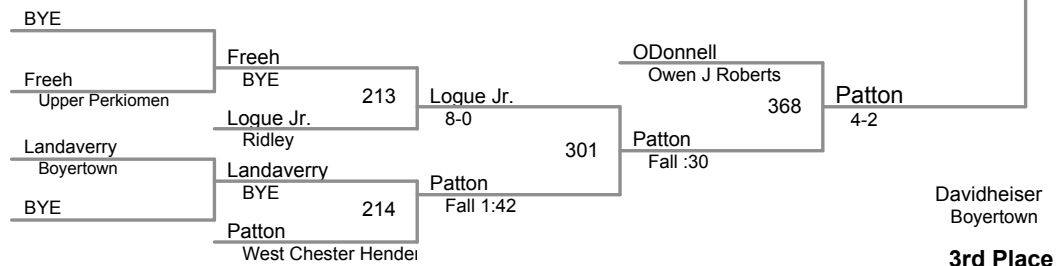 BYE
Freeh
Upper Perkiomen
Landaverry
Boyertown
BYE
Freeh
BYE
213
Logue Jr.
Ridley
Landaverry
BYE
214
Patton
West Chester Hender
Logue Jr.
8-0
301
Patton
Fall 1:42
ODonnell
Owen J Roberts
368
Patton
Fall :30
Patton
4-2
Davidheiser
Boyertown
3rd Place